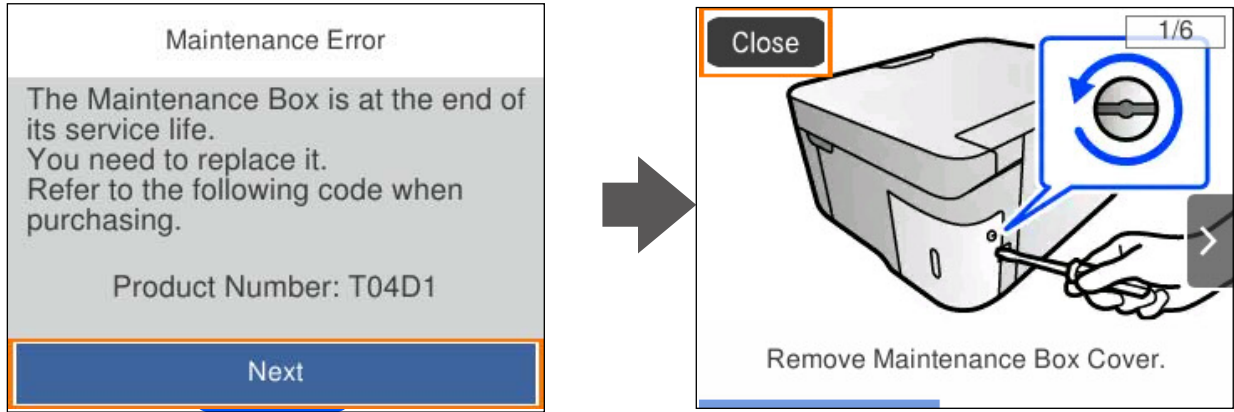 Maintenance Error
The Maintenance Box is at the end of
its service life.
You need to replace it.
Refer to the following code when
purchasing.
Product Number: T04D1
Next
Close
1/6
Remove Maintenance Box Cover.